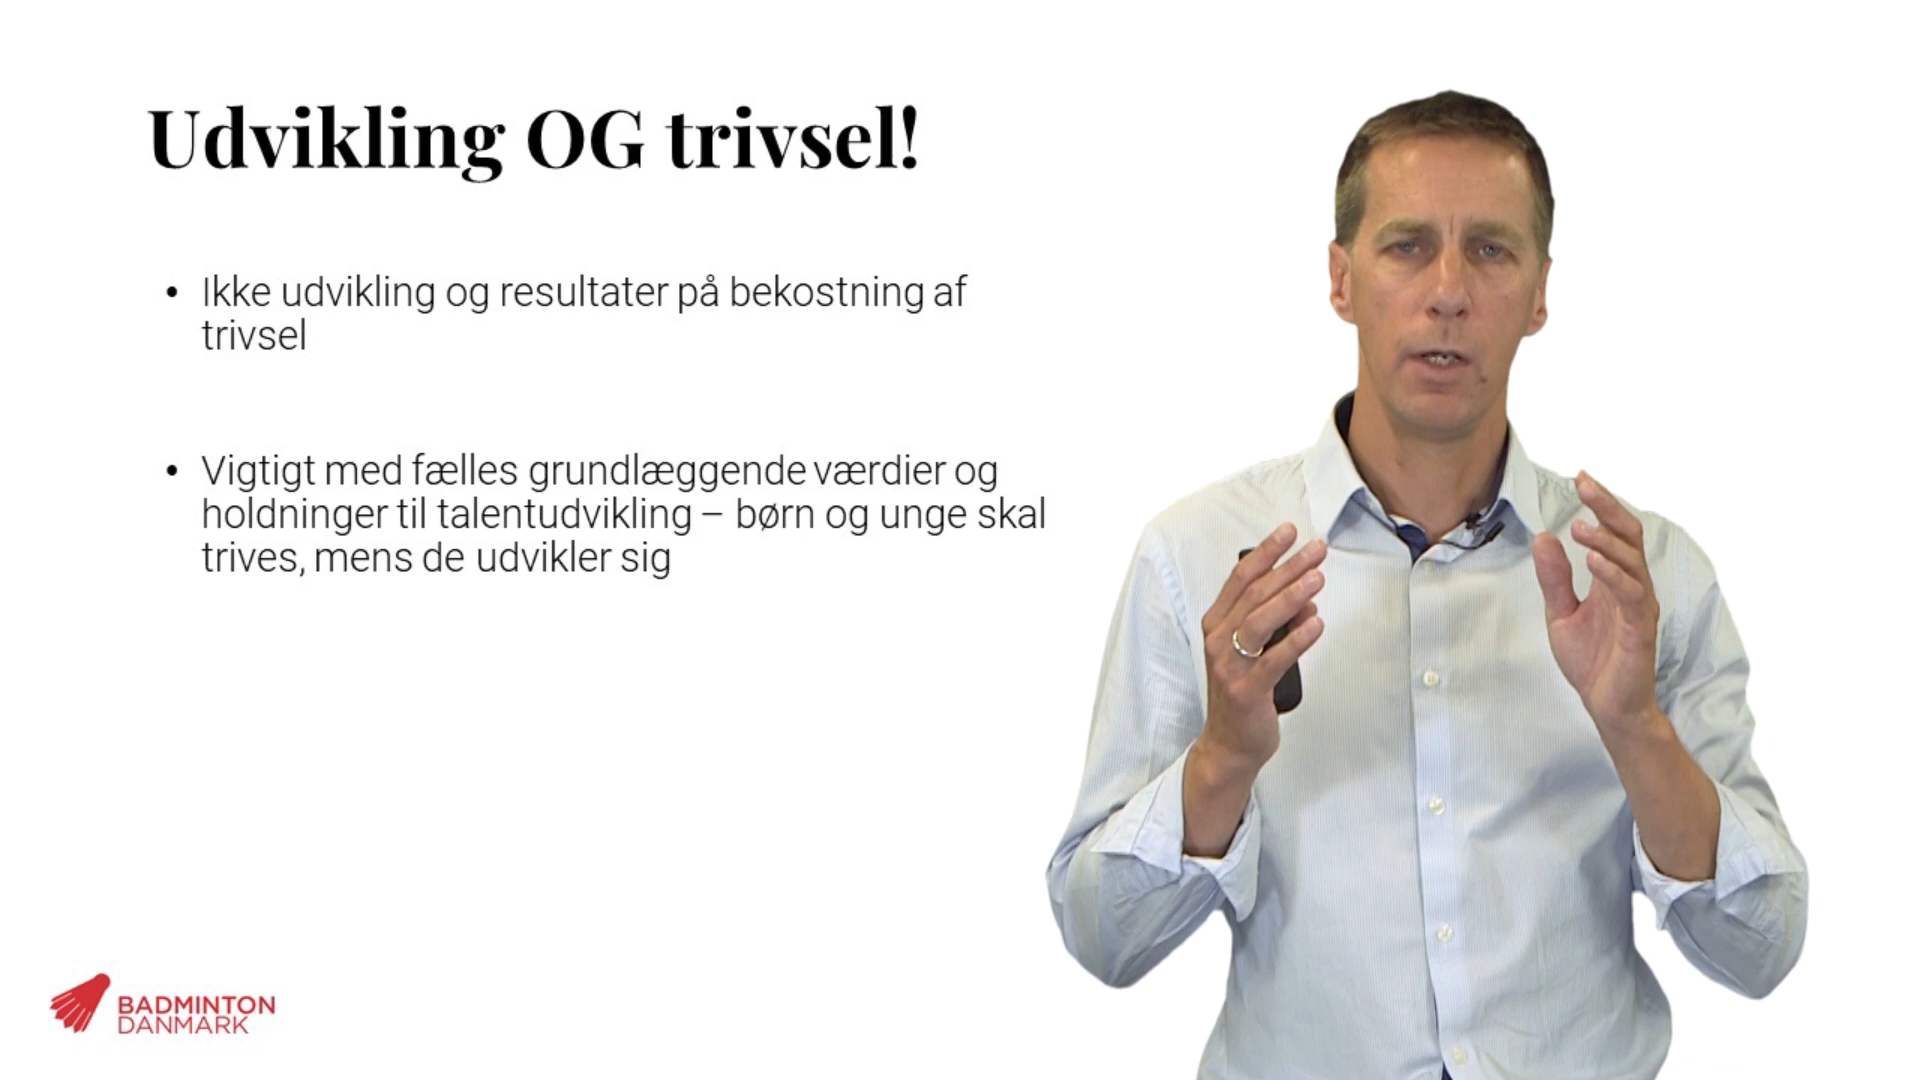 Udvikling OG trivsel!
• Ikke udvikling og resultater på bekostning af
trivsel
• Vigtigt med fælles grundlæggende værdier og
holdninger til talentudvikling – børn og unge skal
trives, mens de udvikler sig
BADMINTON
DANMARK